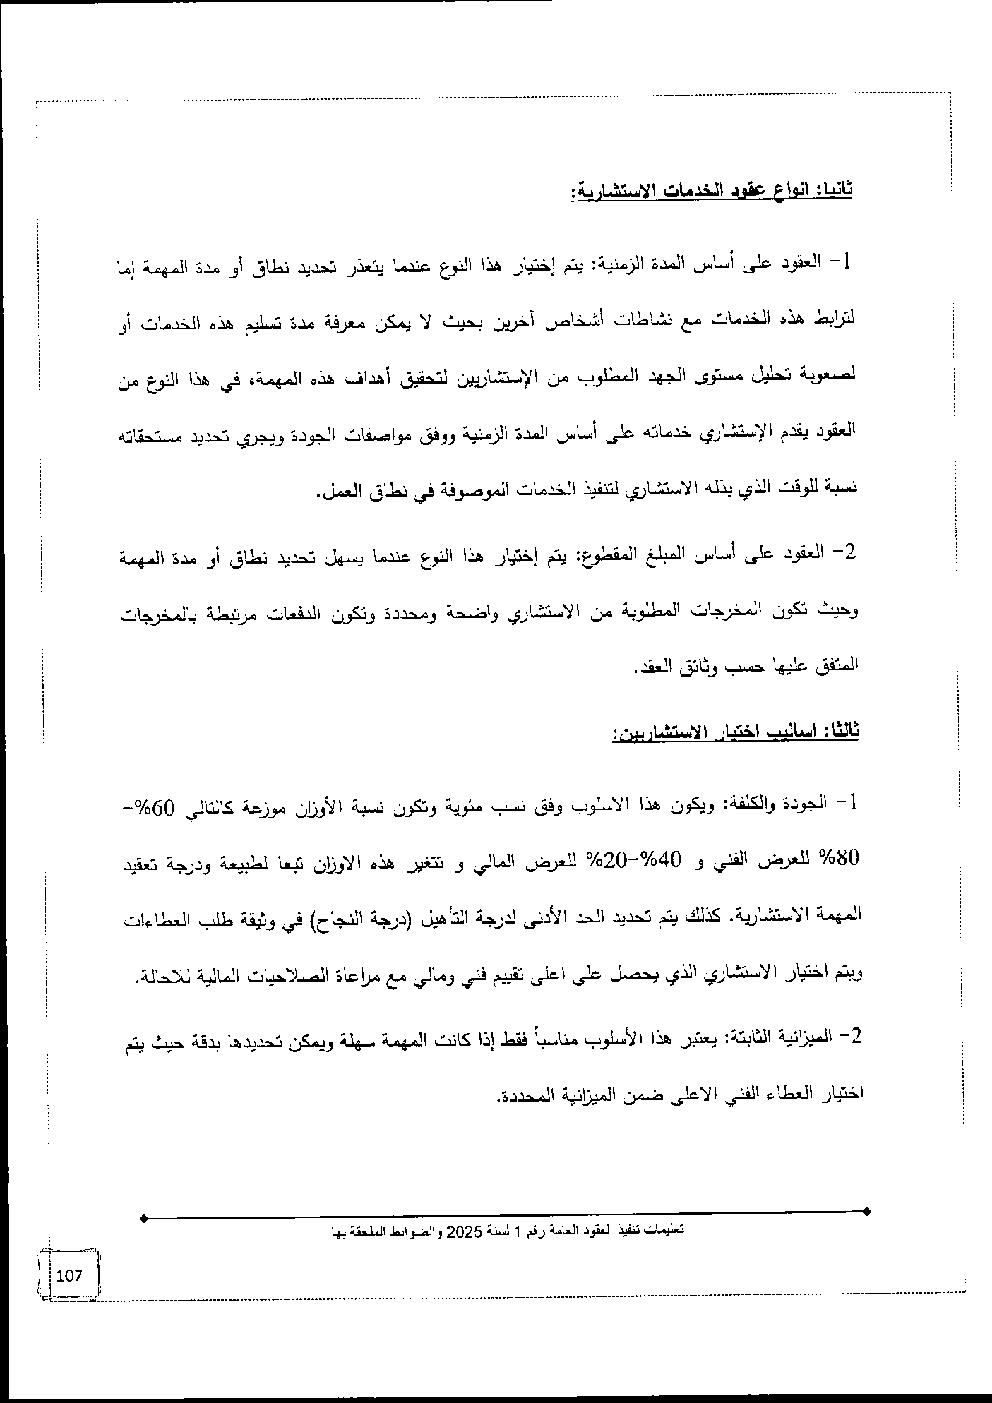 ثانيا: انواع عقود الخدمات الاستشارية:
1- العقود على أساس المدة الزمنية: يتم إختيار هذا النوع عندما يتعذر تحديد نطاق أو مدة المهمة إما
لترابط هذه الخدمات مع نشاطات أشخاص آخرين بحيث لا يمكن معرفة مدة تسليم هذه الخدمات أو
لصعوبة تحليل مستوى الجهد المطلوب من الإستشاريين لتحقيق أهداف هذه المهمة، في هذا النوع من
العقود يقدم الإستشاري خدماته على أساس المدة الزمنية ووفق مواصفات الجودة ويجري تحديد مستحقاته
نسبة للوقت الذي بذله الاستشاري لتنفيذ الخدمات الموصوفة في نطاق العمل.
2- العقود على أساس المبلغ المقطوع: يتم إختيار هذا النوع عندما يسهل تحديد نطاق أو مدة المهمة
وحيث تكون المخرجات المطلوبة من الاستشاري واضحة ومحددة وتكون الدفعات مرتبطة بالمخرجات
المتفق عليها حسب وثائق العقد.
ثالثا: اساليب اختيار الاستشاريين:
1- الجودة والكلفة: ويكون هذا الاسلوب وفق نسب مئوية وتكون نسبة الأوزان موزعة كالتالي 60%-
80% للعرض الفني و 40%-20% للعرض المالي و تتغير هذه الاوزان تبعا لطبيعة ودرجة تعقيد
المهمة الاستشارية. كذلك يتم تحديد الحد الأدنى لدرجة التأهيل (درجة النجاح) في وثيقة طلب العطاءات
ويتم اختيار الاستشاري الذي يحصل على اعلى تقييم فني ومالي مع مراعاة الصلاحيات المالية للاحالة.
2- الميزانية الثابتة: يعتبر هذا الأسلوب مناسباً فقط إذا كانت المهمة سهلة ويمكن تحديدها بدقة حيث يتم
اختيار العطاء الفني الاعلى ضمن الميزانية المحددة.
تعليمات تنفيذ العقود العامة رقم 1 لسنة 2025 والضوابط الملحقة بها
107